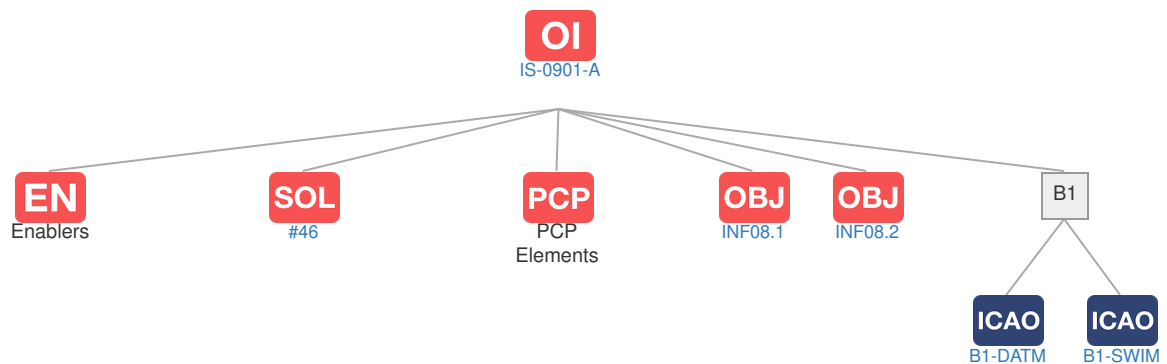 OI
IS-0901-A
EN
Enablers
SOL
#46
PCP
PCP
Elements
OBJ
INF08.1
OBJ
INF08.2
B1
ICAO
B1-DATM
ICAO
B1-SWIM